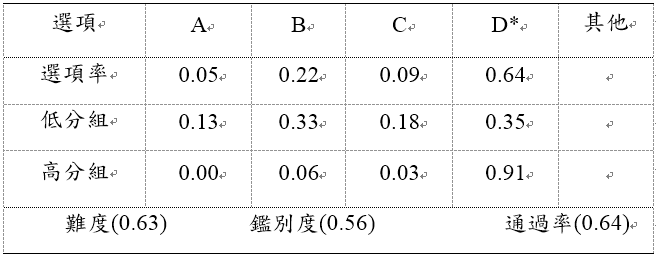 選項 A B C D* 其他
選項率 0.05 0.22 0.09 0.64
低分組 0.13 0.33 0.18 0.35
高分組 0.00 0.06 0.03 0.91
難度(0.63) 鑑別度(0.56) 通過率(0.64)